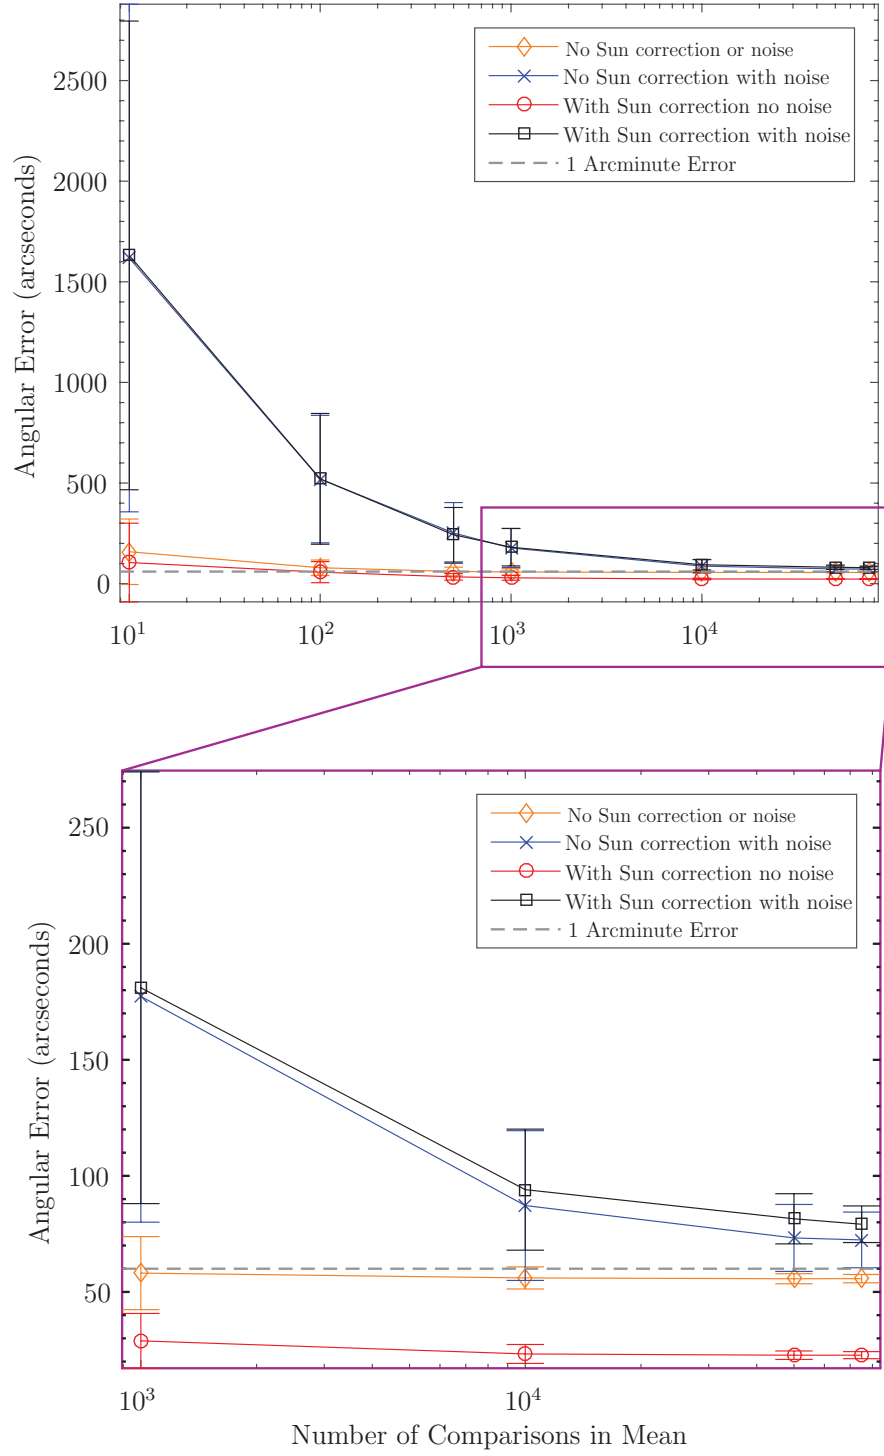 No Sun correction or noise
No Sun correction with noise
With Sun correction no noise
With Sun correction with noise
1 Arcminute Error
Angular Error (arcseconds)
2500
2000
1500
1000
500
0
10¹
10²
10³
10⁴
No Sun correction or noise
No Sun correction with noise
With Sun correction no noise
With Sun correction with noise
1 Arcminute Error
Angular Error (arcseconds)
250
200
150
100
50
10³
10⁴
Number of Comparisons in Mean